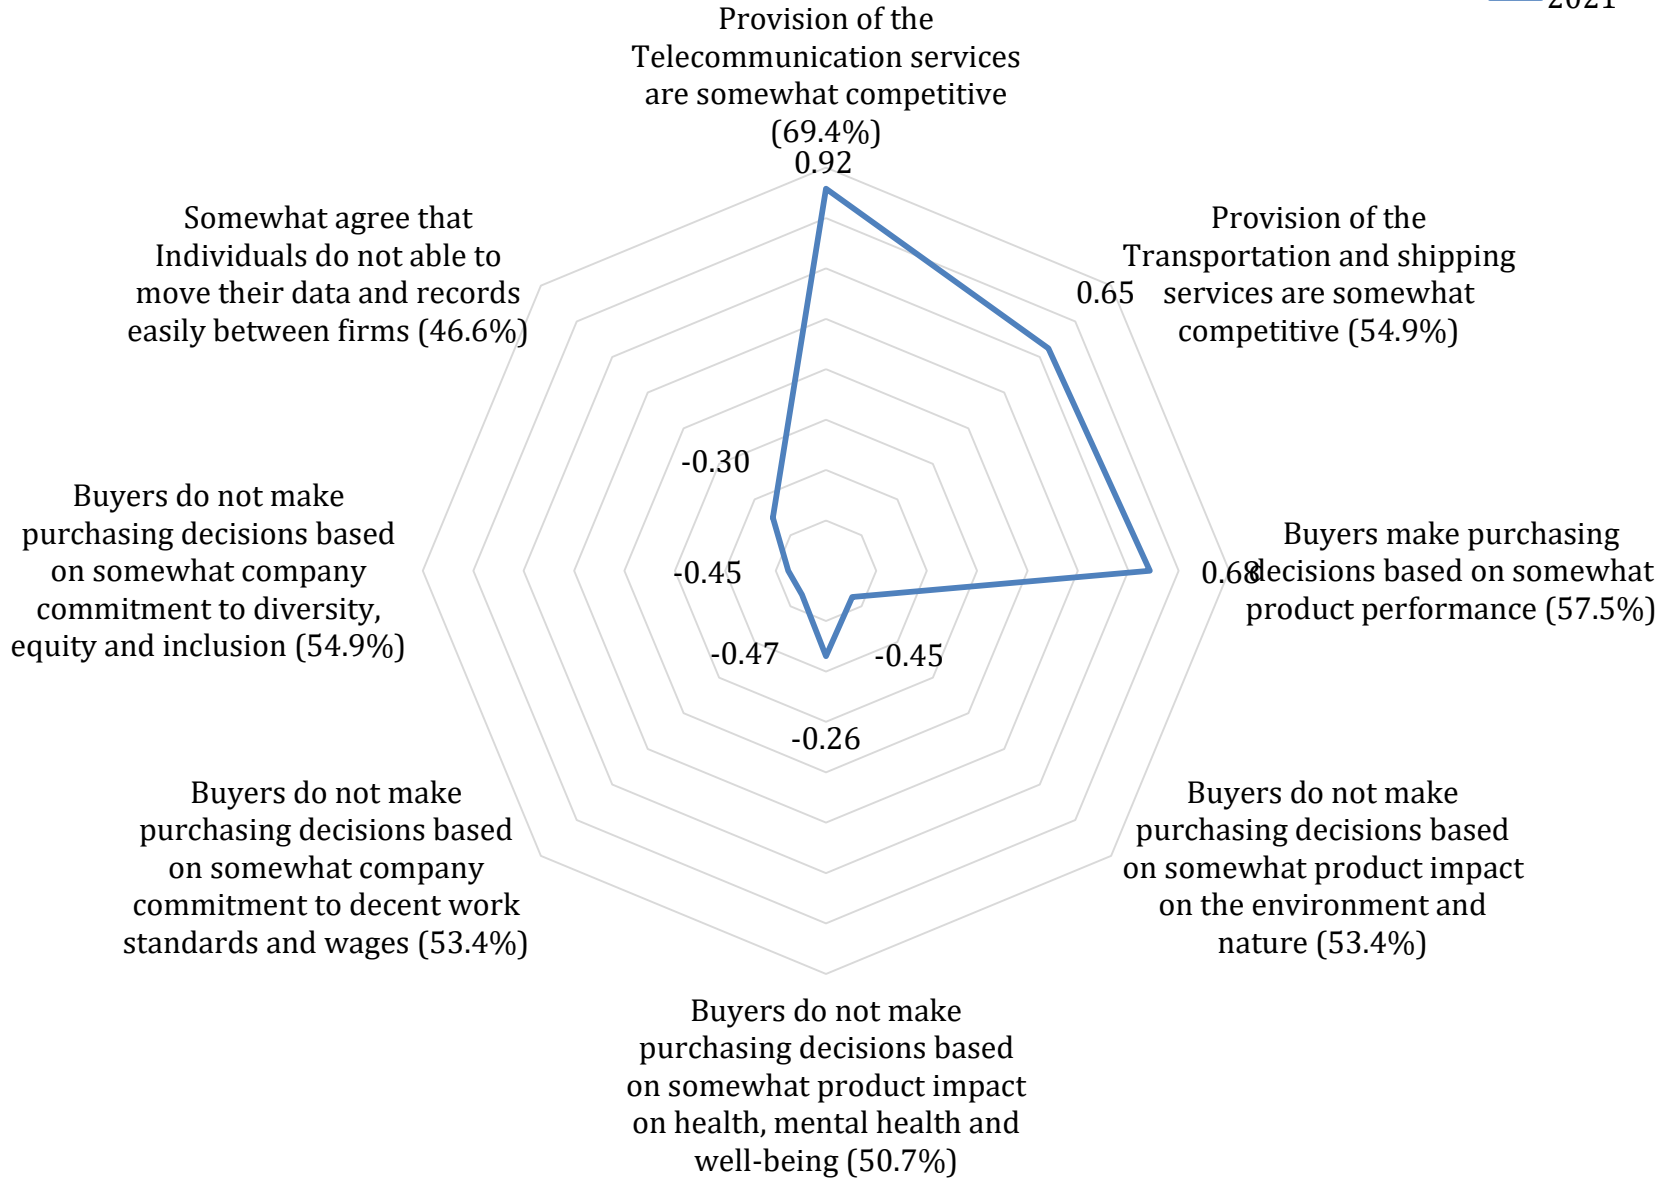 2021
Provision of the
Telecommunication services
are somewhat competitive
(69.4%)
0.92
Provision of the
Transportation and shipping
services are somewhat
competitive (54.9%)
0.65
Buyers make purchasing
decisions based on somewhat
product performance (57.5%)
0.68
Buyers do not make
purchasing decisions based
on somewhat product impact
on the environment and
nature (53.4%)
-0.45
Buyers do not make
purchasing decisions based
on somewhat product impact
on health, mental health and
well-being (50.7%)
-0.26
Buyers do not make
purchasing decisions based
on somewhat company
commitment to decent work
standards and wages (53.4%)
-0.47
Buyers do not make
purchasing decisions based
on somewhat company
commitment to diversity,
equity and inclusion (54.9%)
-0.45
Somewhat agree that
Individuals do not able to
move their data and records
easily between firms (46.6%)
-0.30